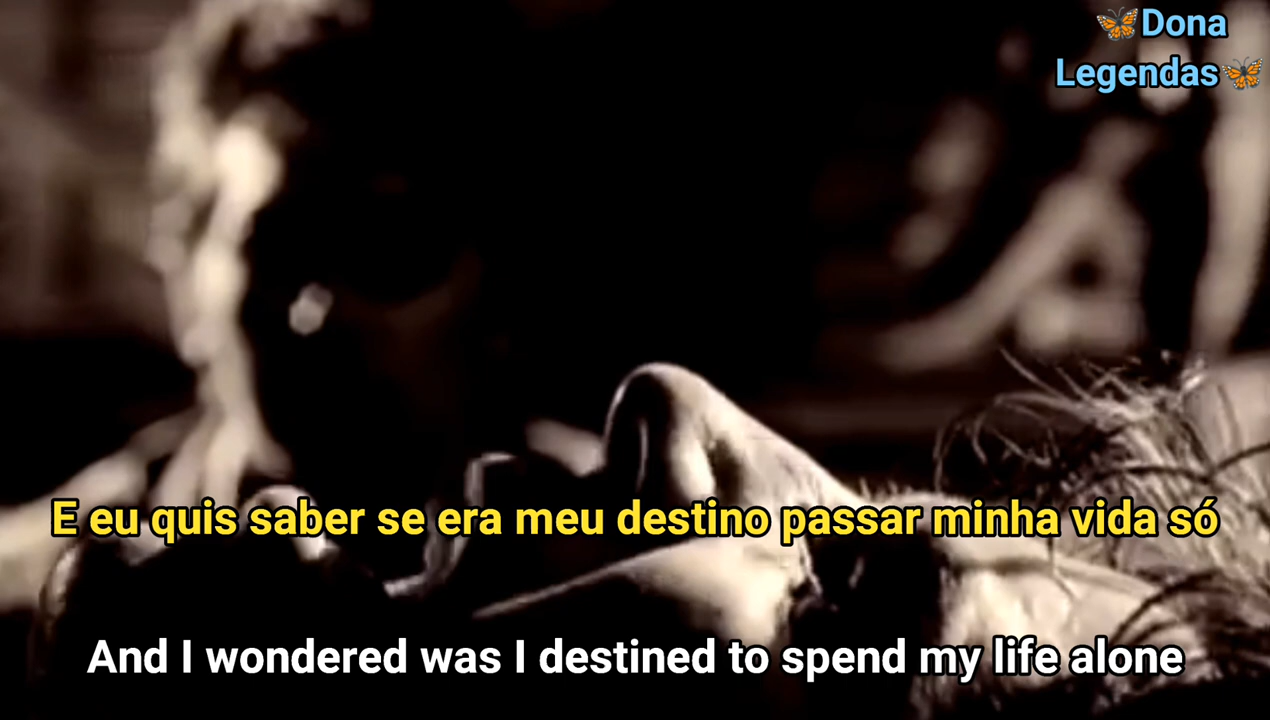 🦋Dona
Legendas🦋
E eu quis saber se era meu destino passar minha vida só
And I wondered was I destined to spend my life alone